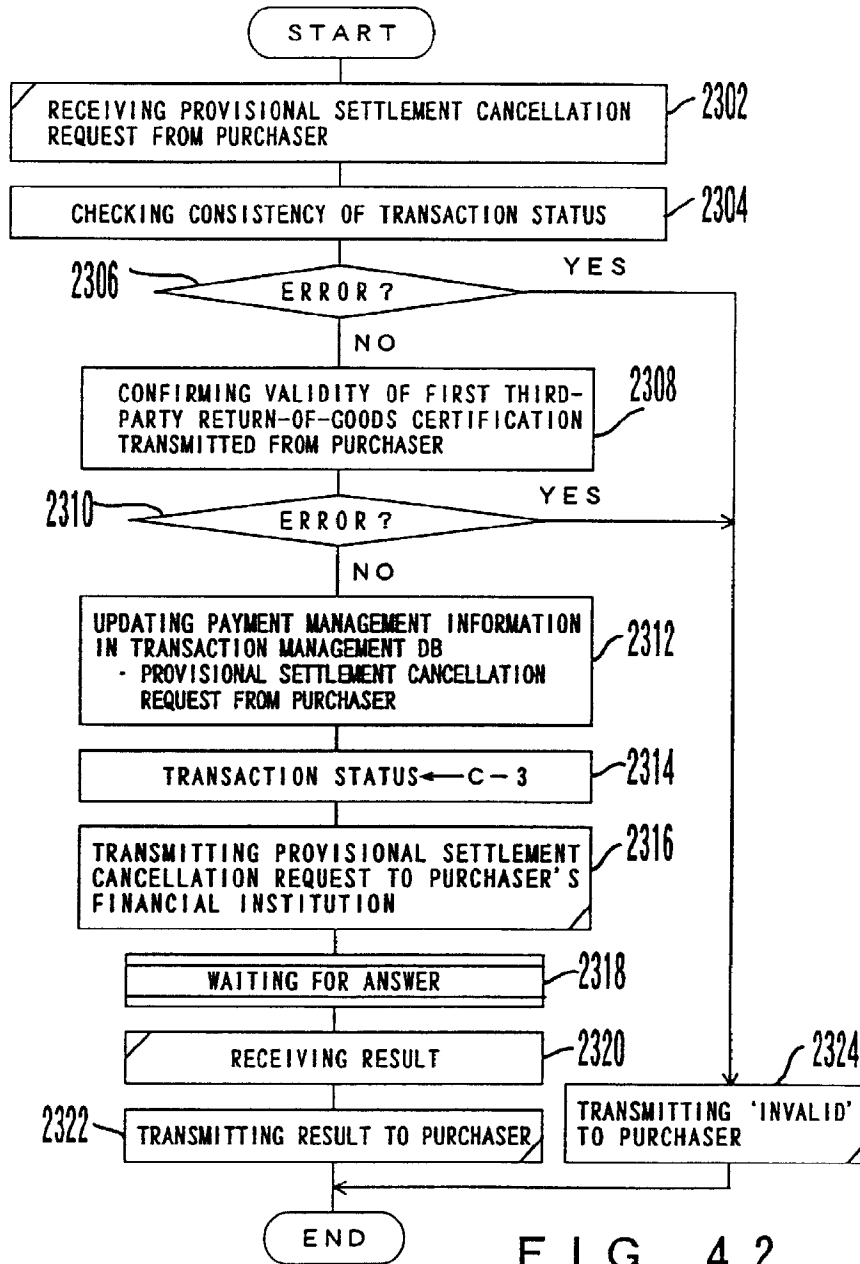 START
RECEIVING PROVISIONAL SETTLEMENT CANCELLATION
REQUEST FROM PURCHASER
2302
CHECKING CONSISTENCY OF TRANSACTION STATUS
2304
2306
ERROR?
YES
NO
CONFIRMING VALIDITY OF FIRST THIRD-
PARTY RETURN-OF-GOODS CERTIFICATION
TRANSMITTED FROM PURCHASER
2308
2310
ERROR?
YES
NO
UPDATING PAYMENT MANAGEMENT INFORMATION
IN TRANSACTION MANAGEMENT DB
· PROVISIONAL SETTLEMENT CANCELLATION
REQUEST FROM PURCHASER
2312
TRANSACTION STATUS←C-3
2314
TRANSMITTING PROVISIONAL SETTLEMENT
CANCELLATION REQUEST TO PURCHASER'S
FINANCIAL INSTITUTION
2316
WAITING FOR ANSWER
2318
RECEIVING RESULT
2320
2324
2322
TRANSMITTING RESULT TO PURCHASER
TRANSMITTING 'INVALID'
TO PURCHASER
END
FIG. 42